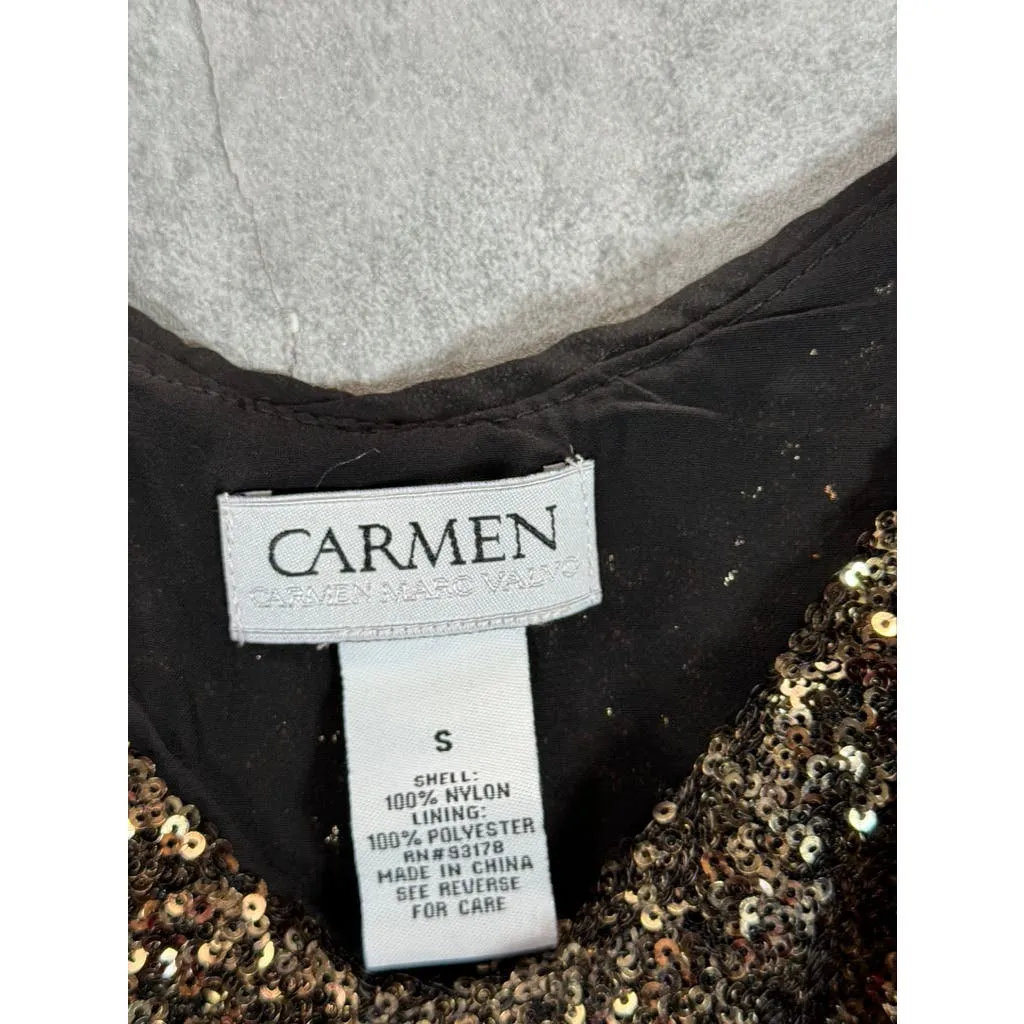 CARMEN
CARMEN MARC VALVO
S
SHELL:
100% NYLON
LINING:
100% POLYESTER
RN#93178
MADE IN CHINA
SEE REVERSE
FOR CARE